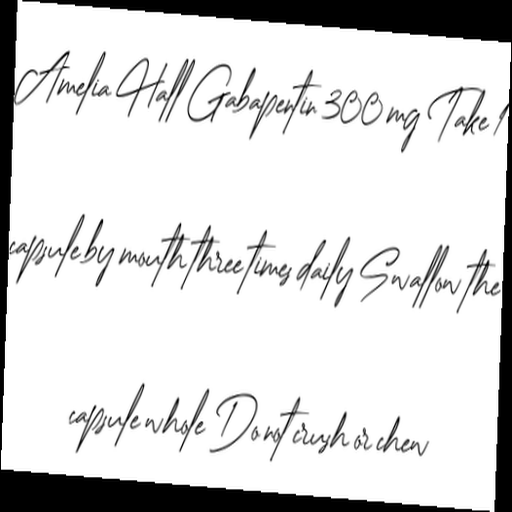 Amelia Hall Gabapentin 300 mg Take 1
capsule by mouth three times daily Swallow the
capsule whole Do not crush or chew